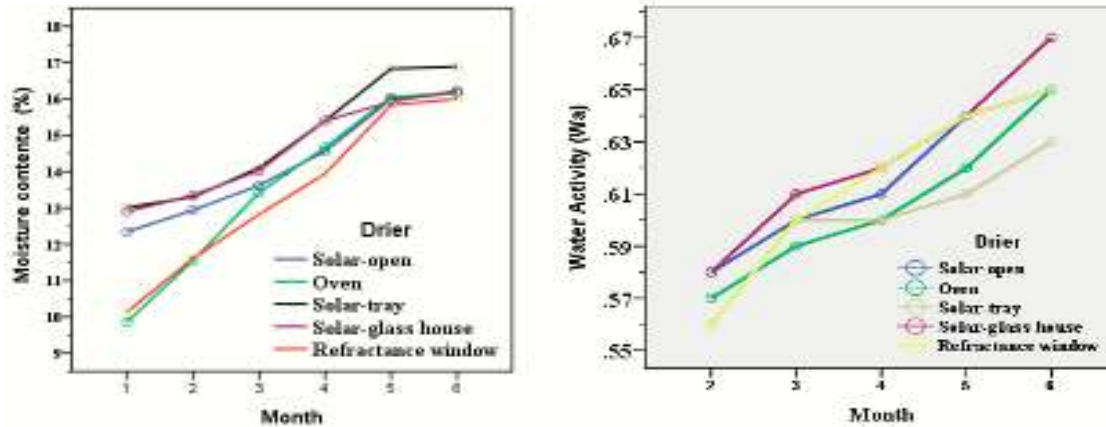 Moisture contente (%)
17
16
15
14
13
12
11
10
9
1 2 3 4 5 6
Month
Drier
Solar-open
Oven
Solar-tray
Solar-glass house
Refractance window
Water Activity (Wa)
.67
.65
.63
.61
.59
.57
.55
2 3 4 5 6
Month
Drier
Solar-open
Oven
Solar-tray
Solar-glass house
Refractance window